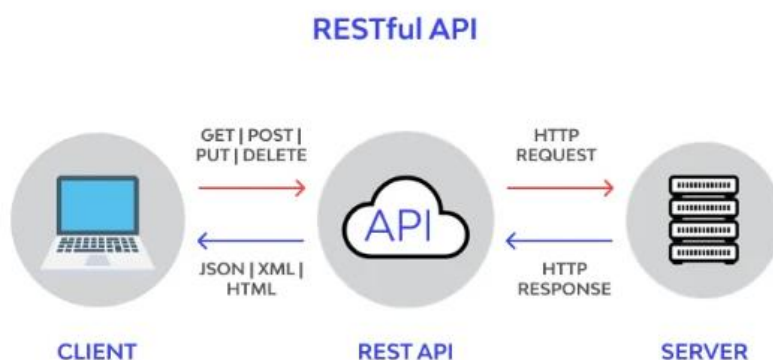 RESTful API
GET | POST |
PUT | DELETE
HTTP
REQUEST
API
JSON | XML |
HTML
HTTP
RESPONSE
CLIENT
REST API
SERVER